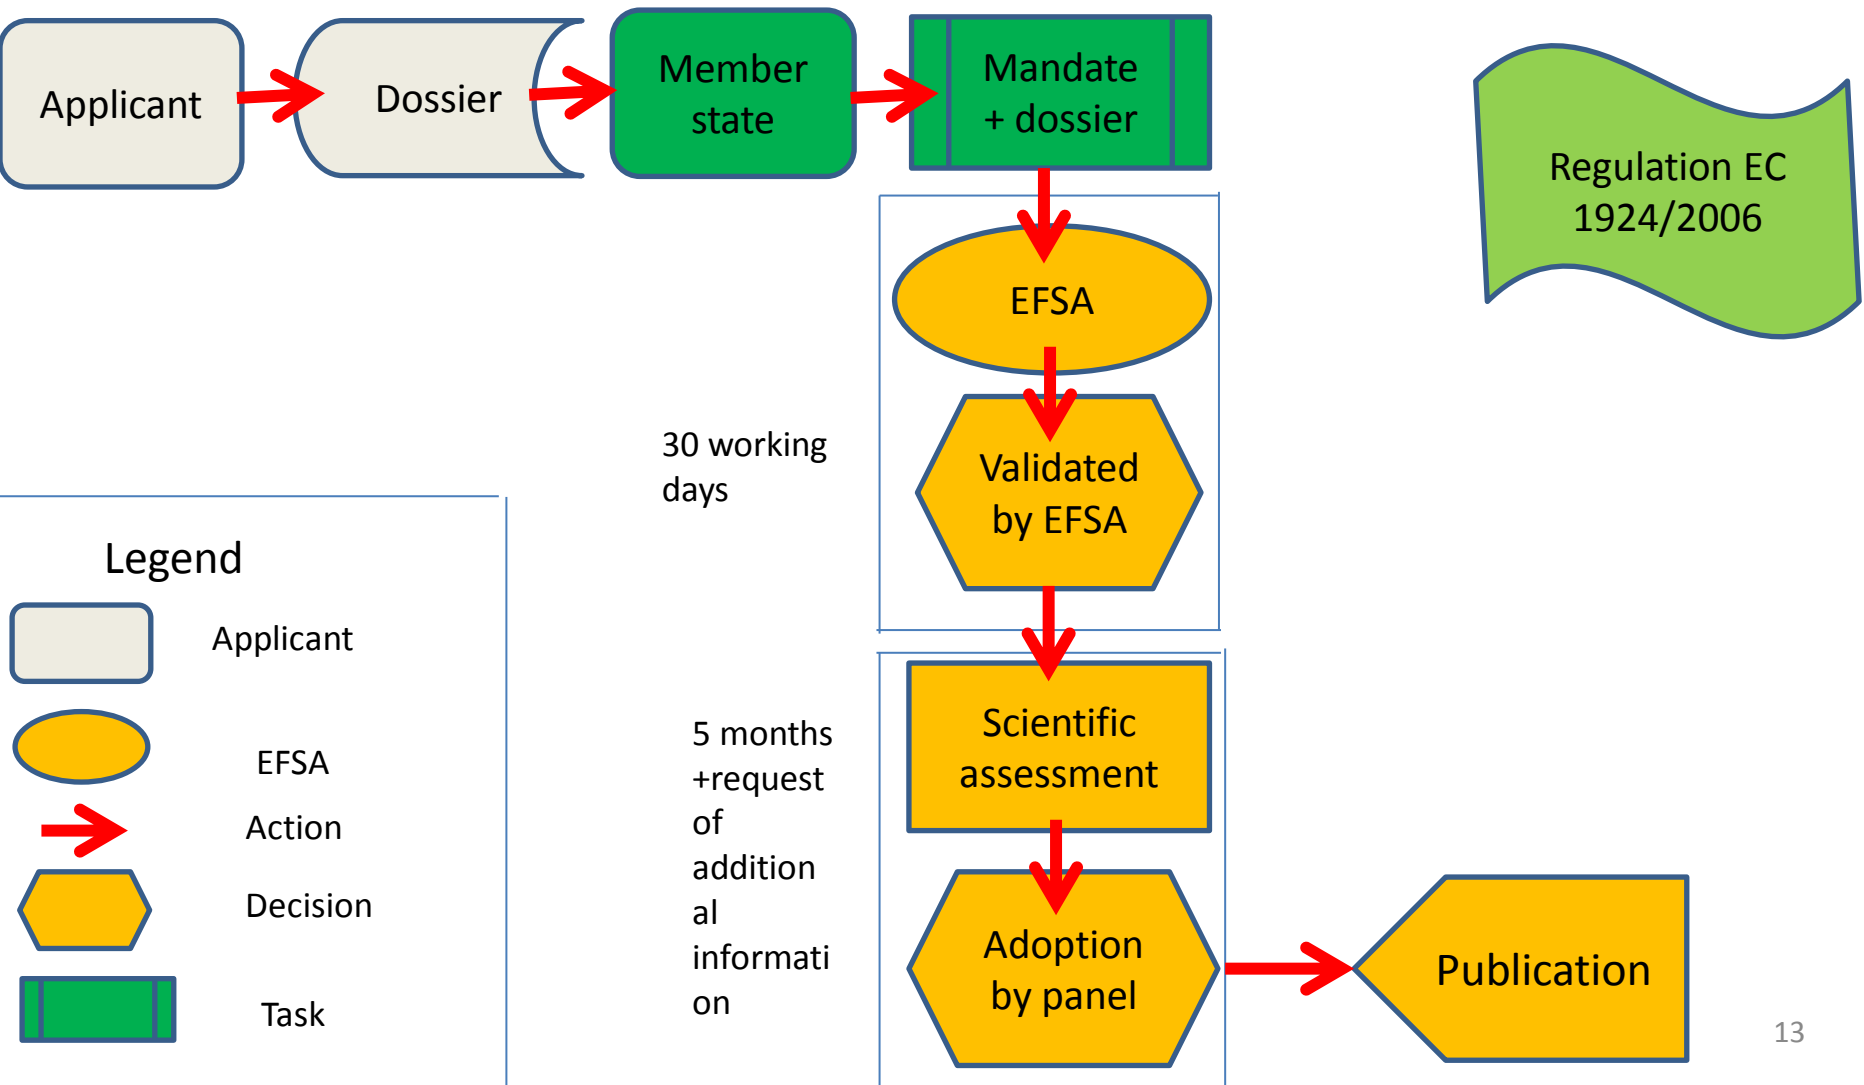 Applicant
Dossier
Member
state
Mandate
+ dossier
Regulation EC
1924/2006
EFSA
30 working
days
Validated
by EFSA
Legend
Applicant
EFSA
Action
Decision
Task
5 months
+request
of
addition
al
informati
on
Scientific
assessment
Adoption
by panel
Publication
13